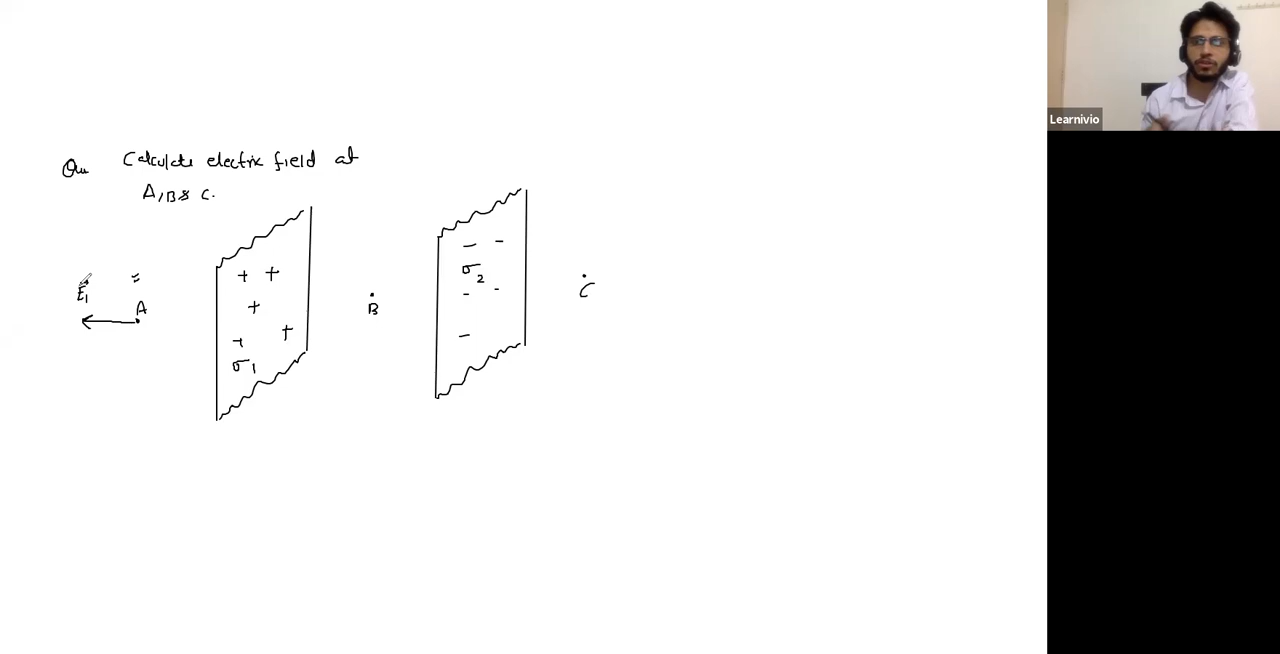 Qu Calculate electric field at
A, B & C.
E1
A
+ +
+
+ +
σ1
B
- -
σ2
- -
-
C
Learnivio